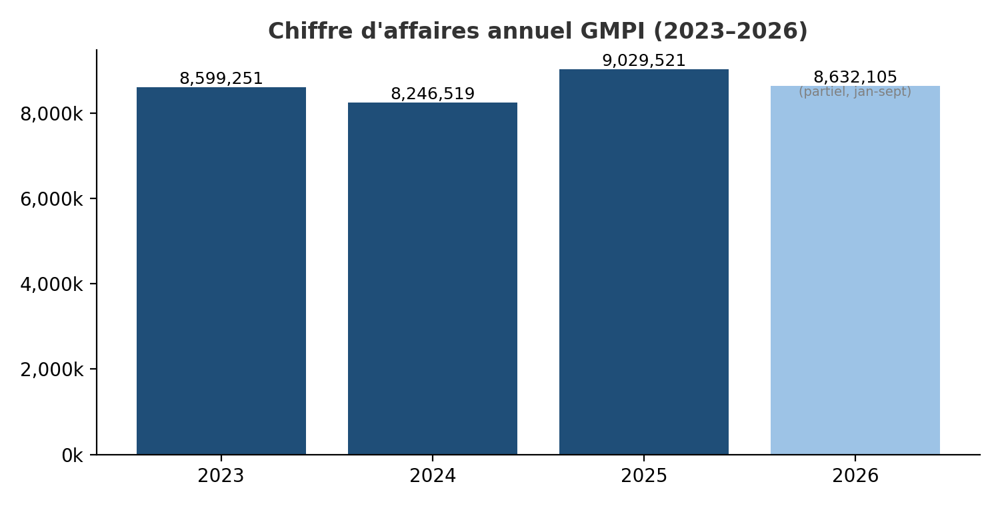 Chiffre d'affaires annuel GMPI (2023–2026)
9,029,521
8,599,251
8,632,105
8,246,519
(partiel, jan-sept)
8,000k
6,000k
4,000k
2,000k
0k
2023
2024
2025
2026